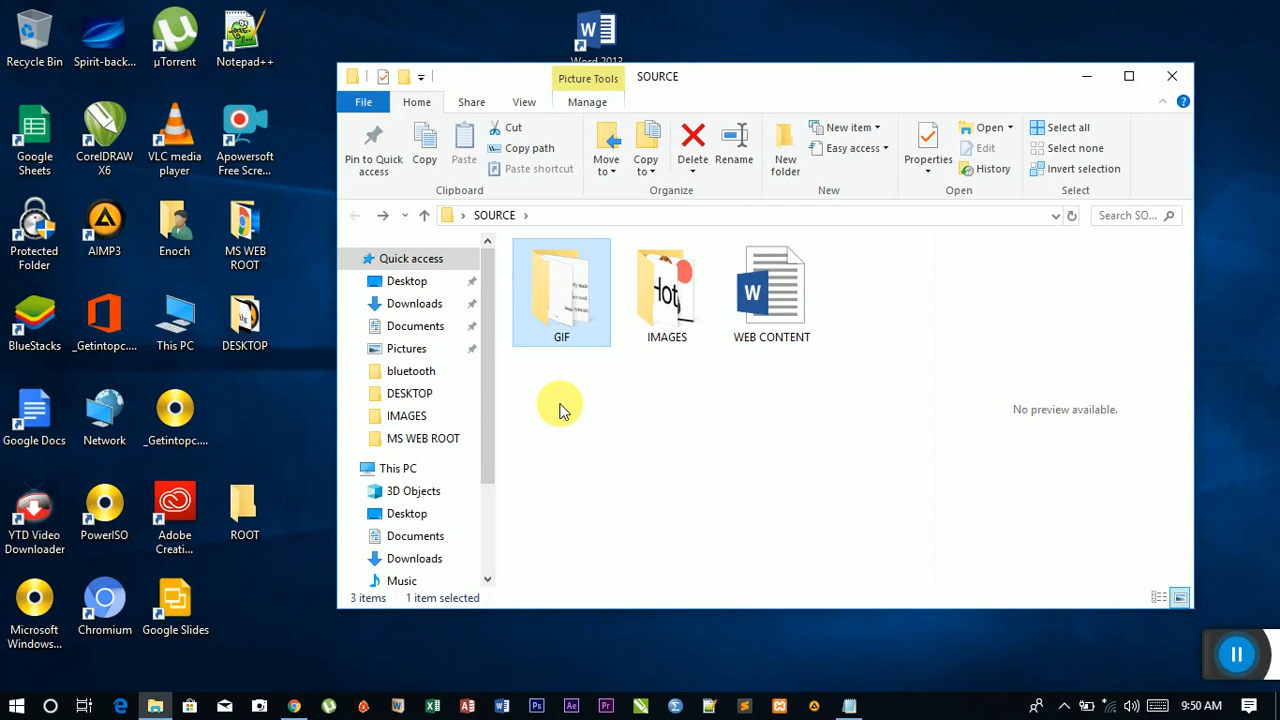 Recycle Bin
Spirit-back...
µTorrent
Notepad++
Google Sheets
CorelDRAW X6
VLC media player
Apowersoft Free Scre...
Protected Folder
AIMP3
Enoch
MS WEB ROOT
BlueStacks
_Getintopc....
This PC
DESKTOP
Google Docs
Network
_Getintopc....
YTD Video Downloader
PowerISO
Adobe Creati...
ROOT
Microsoft Windows...
Chromium
Google Slides
Word 2013
Picture Tools
SOURCE
File
Home
Share
View
Manage
Pin to Quick access
Copy
Paste
Cut
Copy path
Paste shortcut
Clipboard
Move to
Copy to
Delete
Rename
Organize
New folder
New item
Easy access
New
Properties
Open
Edit
History
Open
Select all
Select none
Invert selection
Select
SOURCE
Search SO...
Quick access
Desktop
Downloads
Documents
Pictures
bluetooth
DESKTOP
IMAGES
MS WEB ROOT
This PC
3D Objects
Desktop
Documents
Downloads
Music
GIF
Hot
IMAGES
WEB CONTENT
No preview available.
3 items
1 item selected
9:50 AM